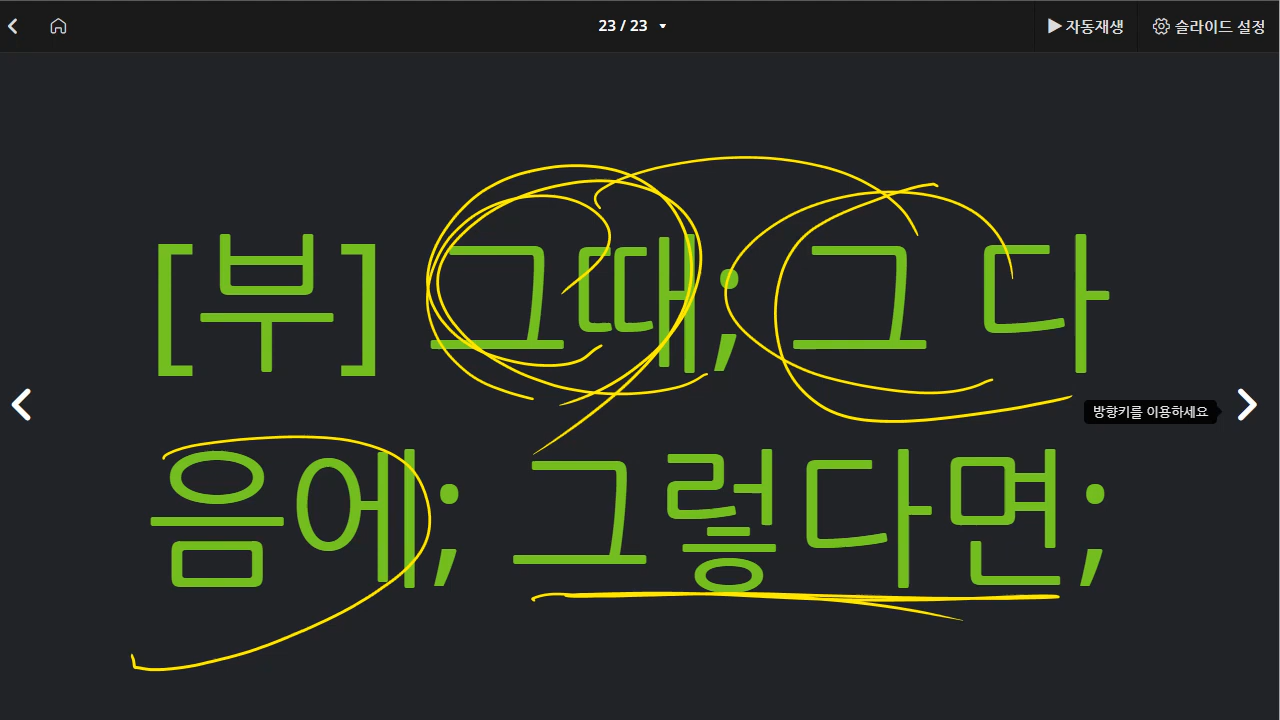 23 / 23
자동재생
슬라이드 설정
[부] 그때; 그 다
음에; 그렇다면;
방향키를 이용하세요